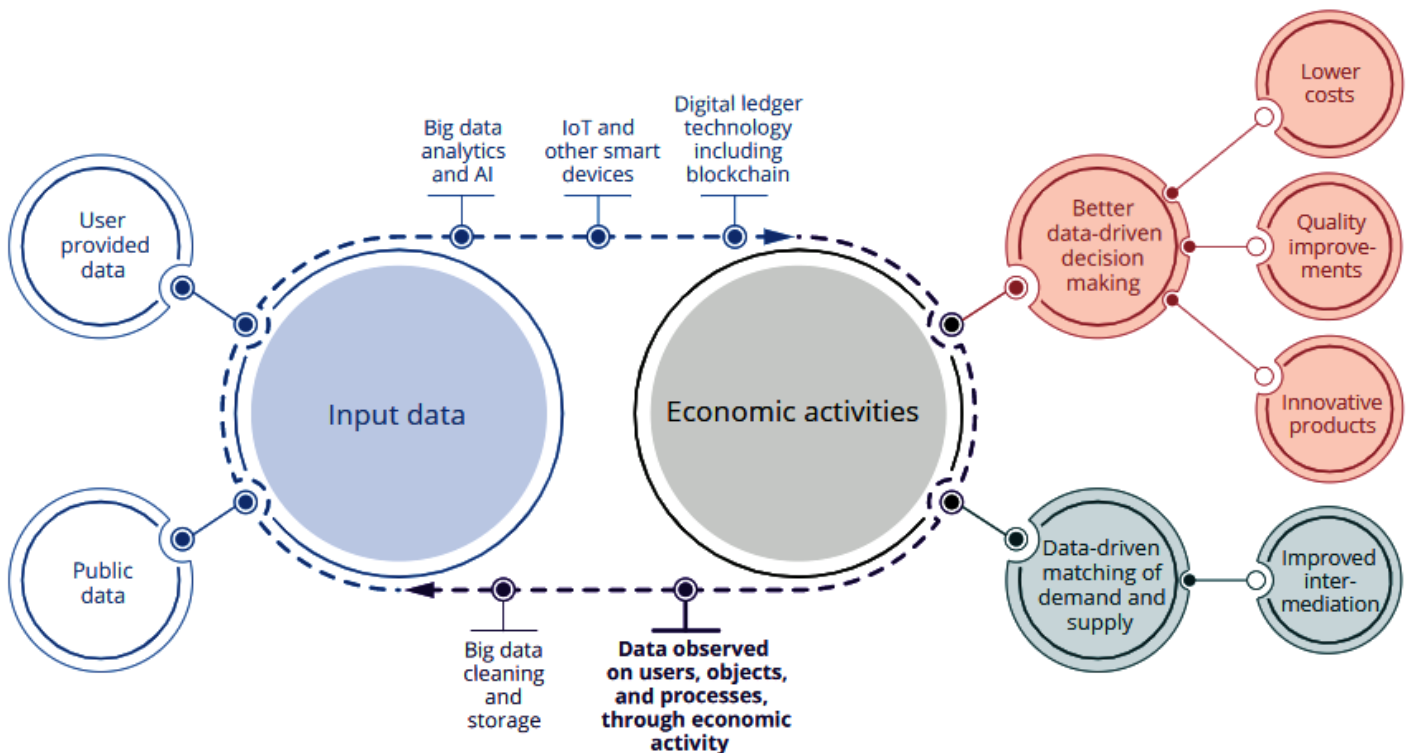 User
provided
data
Public
data
Input data
Big data
analytics
and AI
IoT and
other smart
devices
Digital ledger
technology
including
blockchain
Economic activities
Big data
cleaning
and
storage
Data observed
on users, objects,
and processes,
through economic
activity
Better
data-driven
decision
making
Lower
costs
Quality
improve-
ments
Innovative
products
Data-driven
matching of
demand and
supply
Improved
inter-
mediation